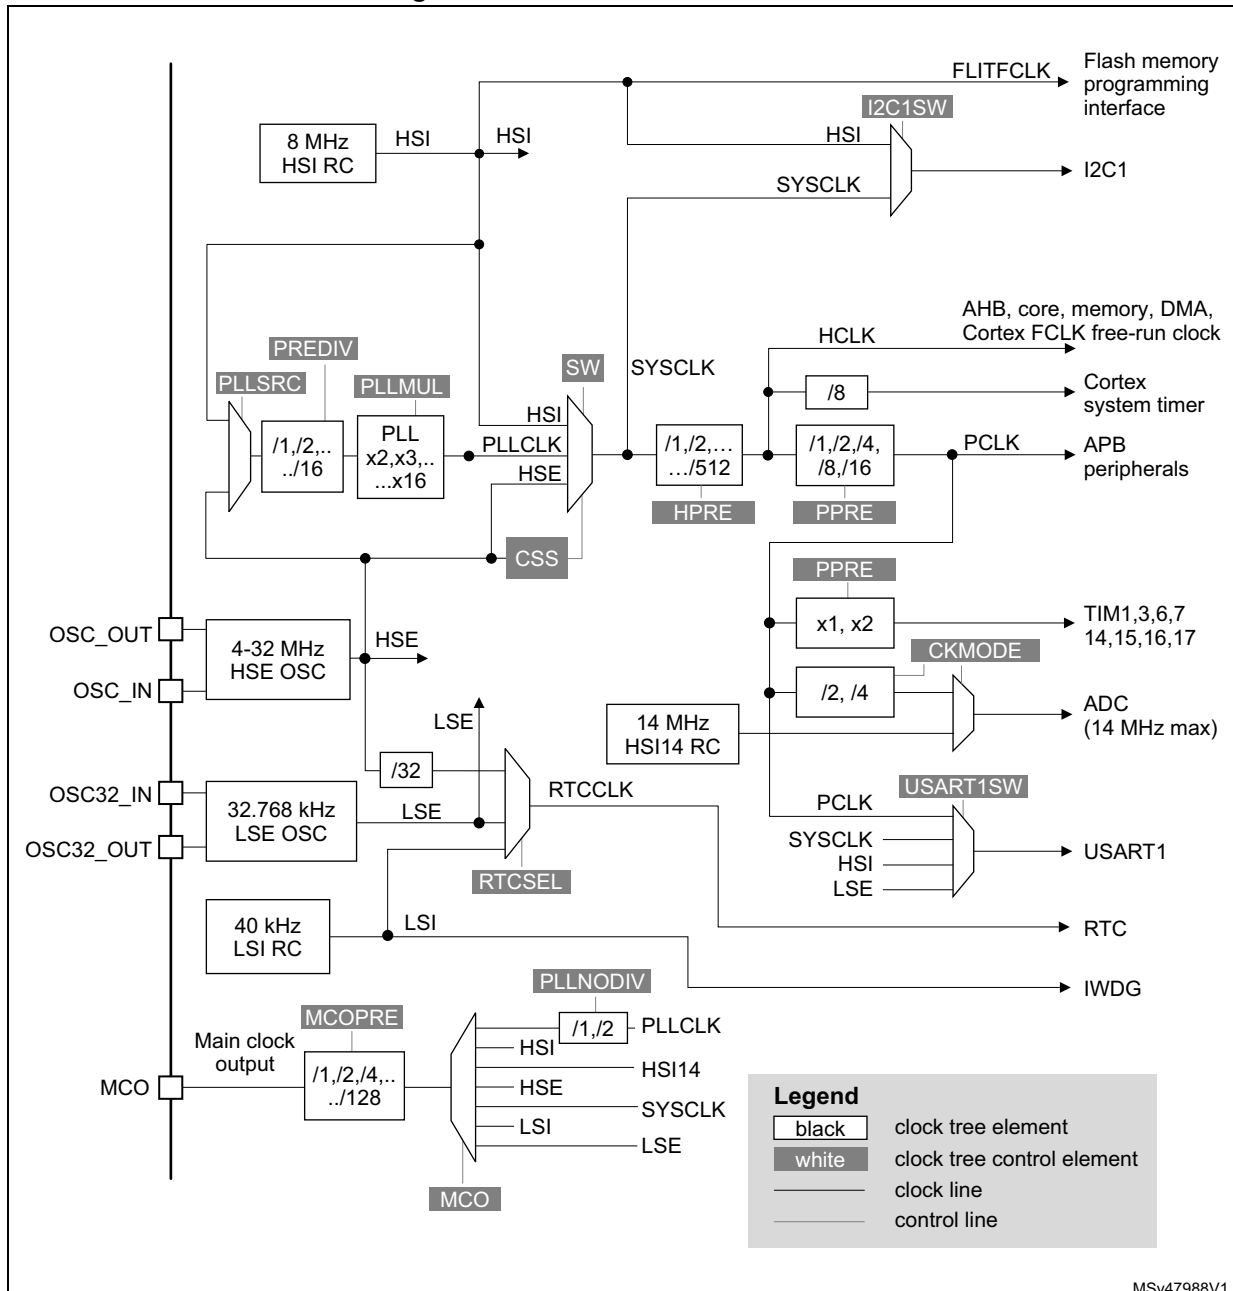 FLITFCLK
Flash memory
programming
interface
I2C1SW
8 MHz
HSI RC
HSI
HSI
HSI
SYSCLK
I2C1
AHB, core, memory, DMA,
Cortex FCLK free-run clock
HCLK
PREDIV
PLLSRC
PLLMUL
SW
SYSCLK
/8
Cortex
system timer
/1,/2,..
../16
PLL
x2,x3,..
...x16
HSI
PLLCLK
HSE
/1,/2,…
…/512
/1,/2,/4,
/8,/16
PCLK
APB
peripherals
HPRE
PPRE
CSS
PPRE
OSC_OUT
OSC_IN
4-32 MHz
HSE OSC
HSE
x1, x2
TIM1,3,6,7
14,15,16,17
CKMODE
/2, /4
14 MHz
HSI14 RC
ADC
(14 MHz max)
LSE
/32
OSC32_IN
OSC32_OUT
32.768 kHz
LSE OSC
LSE
RTCCLK
RTCSEL
PCLK
USART1SW
SYSCLK
HSI
LSE
USART1
40 kHz
LSI RC
LSI
RTC
IWDG
PLLNODIV
MCOPRE
Main clock
output
MCO
/1,/2,/4,..
../128
/1,/2
PLLCLK
HSI
HSI14
HSE
SYSCLK
LSI
LSE
MCO
Legend
black
clock tree element
white
clock tree control element
clock line
control line
MSv47988V1